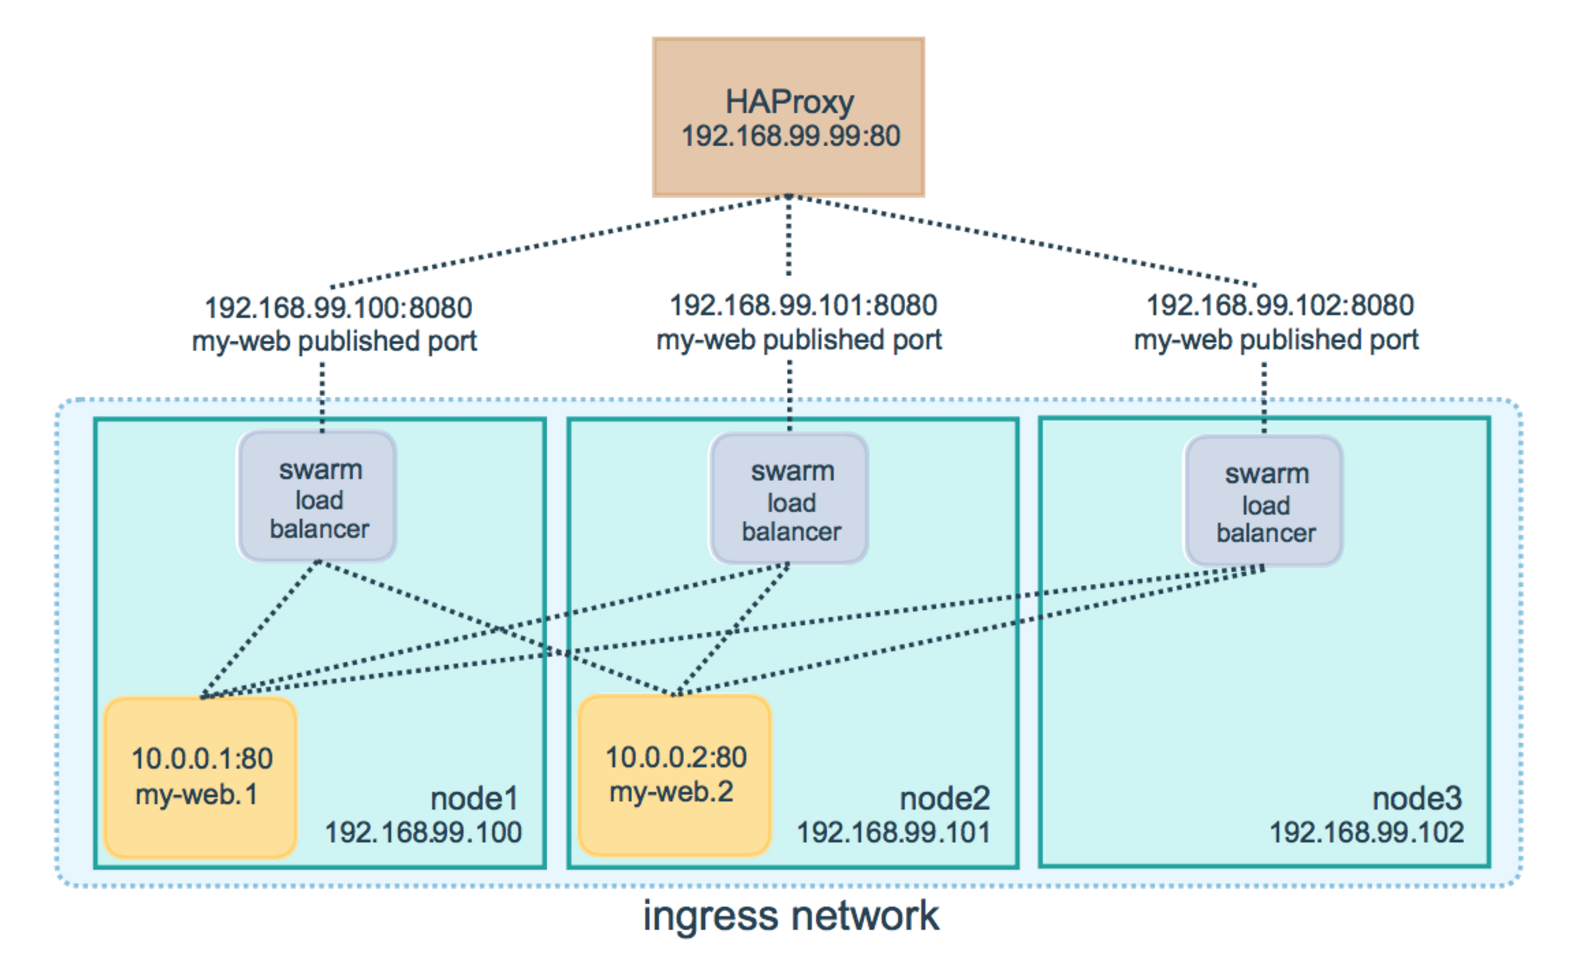 HAProxy
192.168.99.99:80
192.168.99.100:8080
my-web published port
192.168.99.101:8080
my-web published port
192.168.99.102:8080
my-web published port
swarm
load
balancer
swarm
load
balancer
swarm
load
balancer
10.0.0.1:80
my-web.1
node1
192.168.99.100
10.0.0.2:80
my-web.2
node2
192.168.99.101
node3
192.168.99.102
ingress network